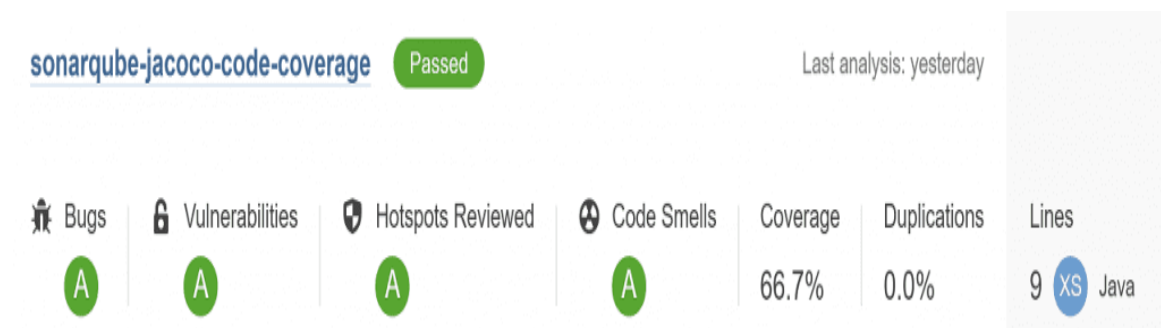 sonarqube-jacoco-code-coverage Passed Last analysis: yesterday
Bugs Vulnerabilities Hotspots Reviewed Code Smells Coverage Duplications Lines
A A A A 66.7% 0.0% 9 XS Java